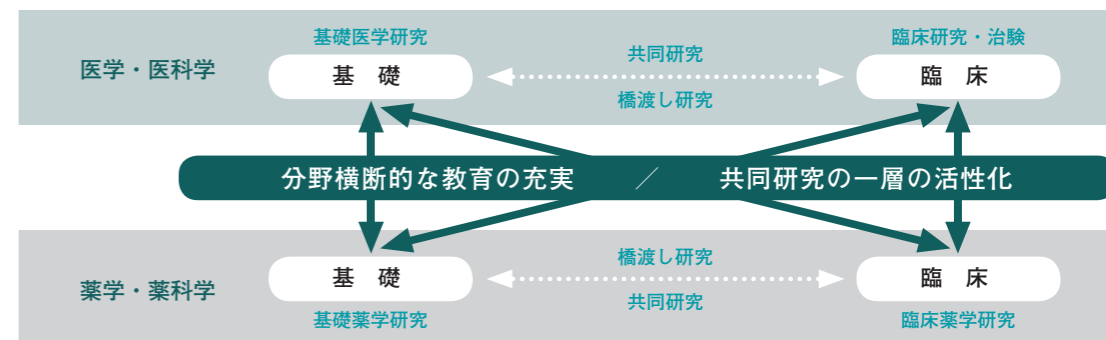 基礎医学研究
臨床研究・治験
医学・医科学
基 礎
共同研究
橋渡し研究
臨 床
分野横断的な教育の充実 ／ 共同研究の一層の活性化
薬学・薬科学
基 礎
橋渡し研究
共同研究
臨 床
基礎薬学研究
臨床薬学研究